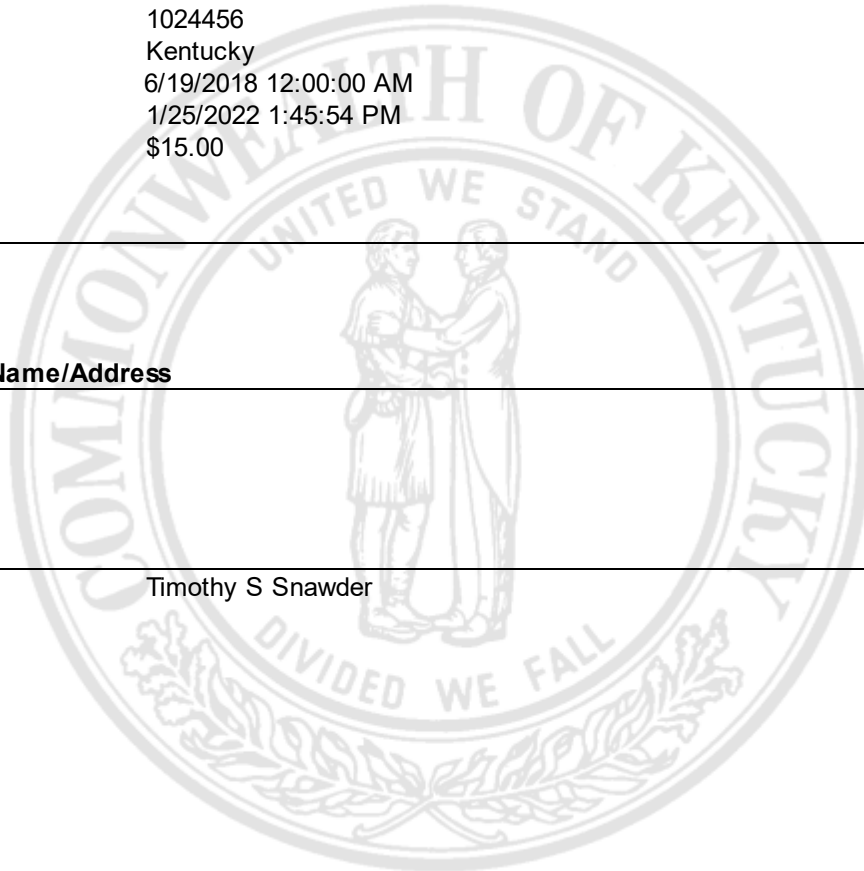 1024456
Kentucky
6/19/2018 12:00:00 AM
1/25/2022 1:45:54 PM
$15.00
COMMONWEALTH OF KENTUCKY
UNITED WE STAND
Name/Address
Timothy S Snawder
DIVIDED WE FALL